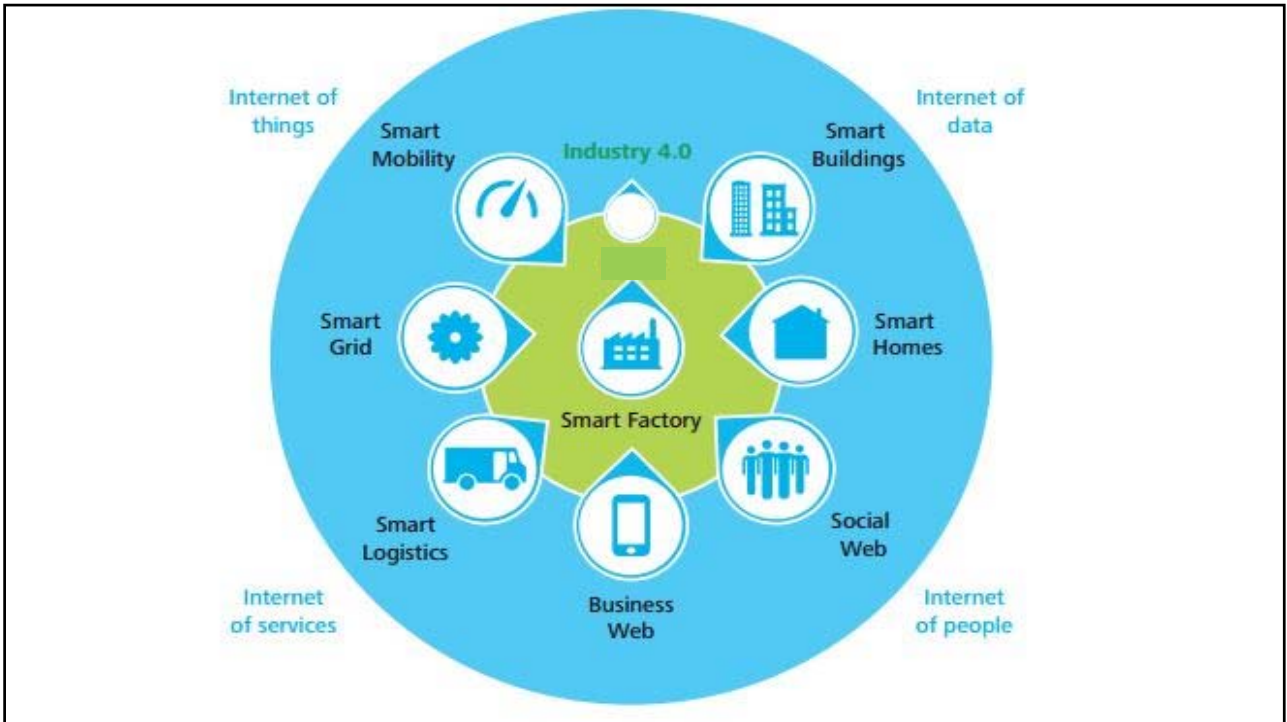 Internet of
things
Internet of
data
Smart
Mobility
Industry 4.0
Smart
Buildings
Smart
Grid
Smart
Homes
Smart Factory
Smart
Logistics
Social
Web
Business
Web
Internet
of services
Internet
of people